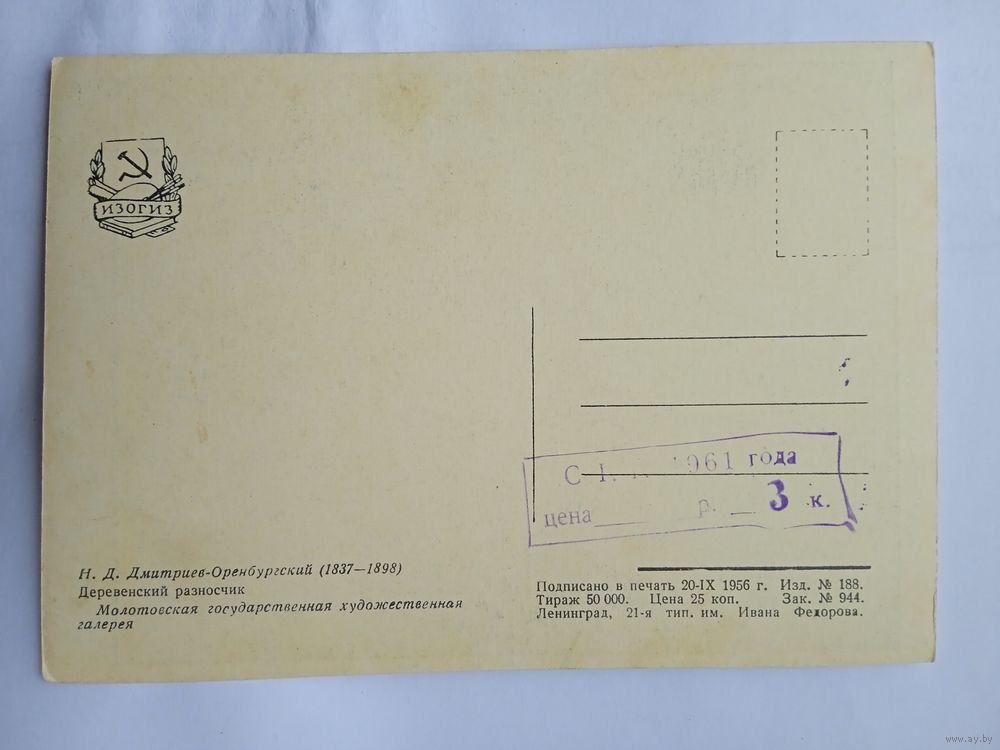 ИЗОГИЗ
С 1. 1961 года
цена р. 3 к.
Н. Д. Дмитриев-Оренбургский (1837—1898)
Деревенский разносчик
Молотовская государственная художественная
галерея
Подписано в печать 20-IX 1956 г. Изд. № 188.
Тираж 50 000. Цена 25 коп. Зак. № 944.
Ленинград, 21-я тип. им. Ивана Федорова.
www.ay.by